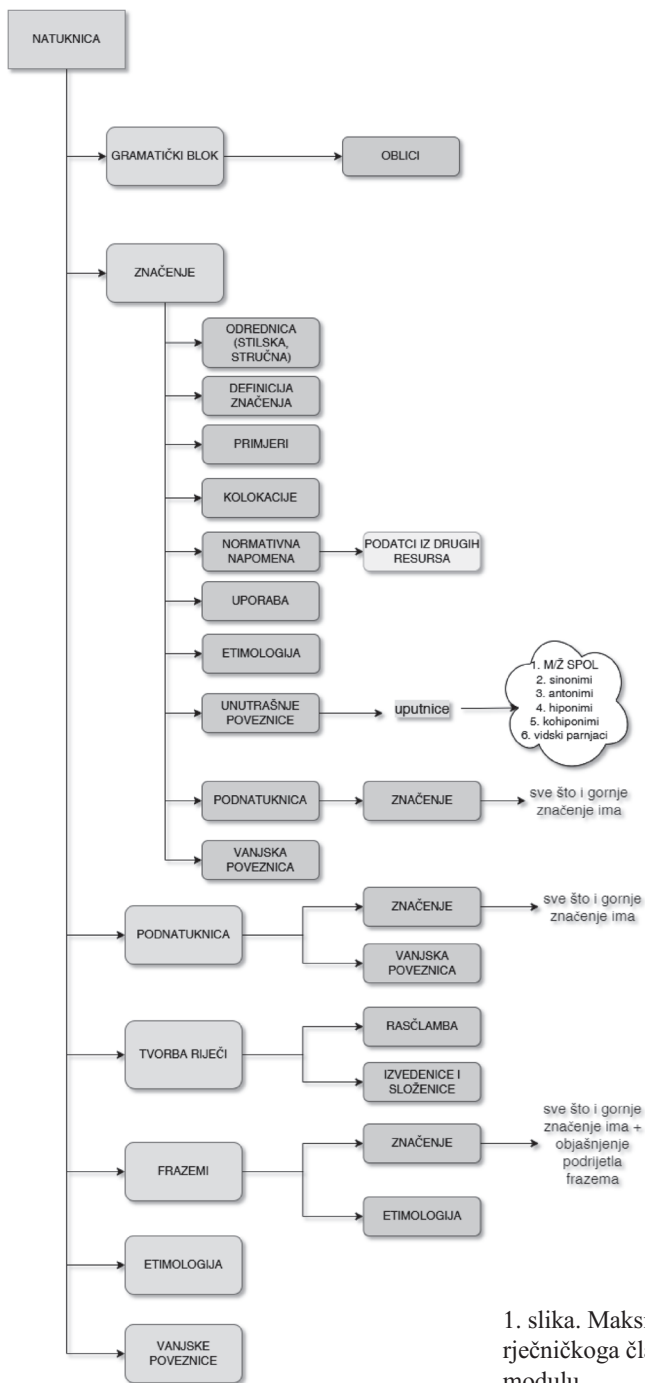 NATUKNICA
GRAMATIČKI BLOK
OBLICI
ZNAČENJE
ODREDNICA
(STILSKA,
STRUČNA)
DEFINICIJA
ZNAČENJA
PRIMJERI
KOLOKACIJE
NORMATIVNA
NAPOMENA
PODATCI IZ DRUGIH
RESURSA
UPORABA
ETIMOLOGIJA
UNUTRAŠNJE
POVEZNICE
uputnice
1. M/Ž SPOL
2. sinonimi
3. antonimi
4. hiponimi
5. kohiponimi
6. vidski parnjaci
PODNATUKNICA
ZNAČENJE
sve što i gornje
značenje ima
VANJSKA
POVEZNICA
PODNATUKNICA
ZNAČENJE
sve što i gornje
značenje ima
VANJSKA
POVEZNICA
TVORBA RIJEČI
RASČLAMBA
IZVEDENICE I
SLOŽENICE
FRAZEMI
ZNAČENJE
sve što i gornje
značenje ima +
objašnjenje
podrijetla
frazema
ETIMOLOGIJA
ETIMOLOGIJA
VANJSKE
POVEZNICE
1. slika.
rječničkoga
modulu